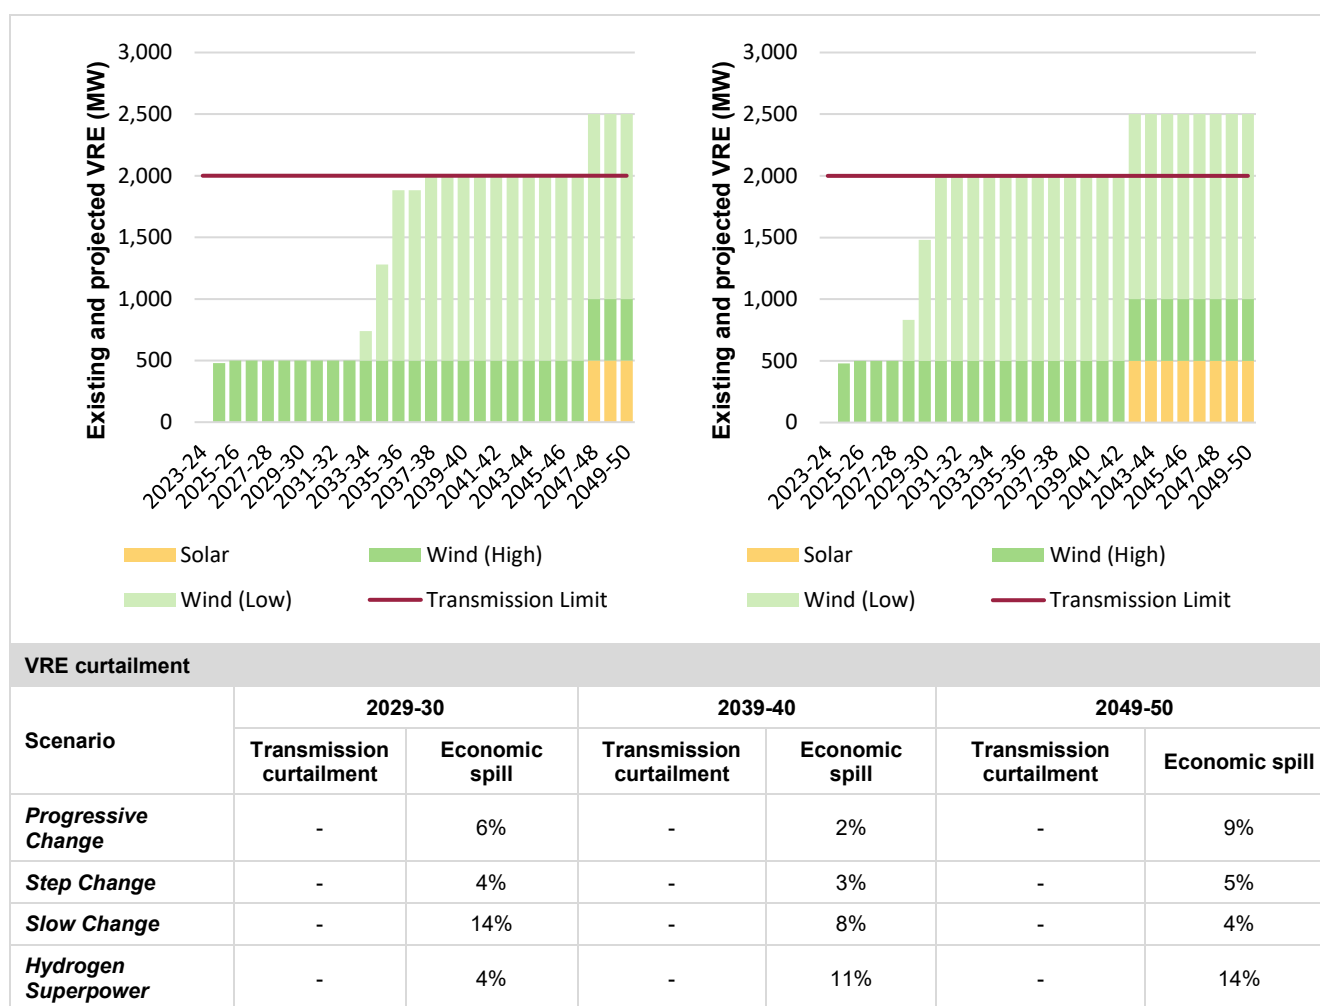 3,000
2,500
2,000
1,500
1,000
500
0
Existing and projected VRE (MW)
2023-24
2025-26
2027-28
2029-30
2031-32
2033-34
2035-36
2037-38
2039-40
2041-42
2043-44
2045-46
2047-48
2049-50
Solar
Wind (High)
Wind (Low)
Transmission Limit
3,000
2,500
2,000
1,500
1,000
500
0
Existing and projected VRE (MW)
2023-24
2025-26
2027-28
2029-30
2031-32
2033-34
2035-36
2037-38
2039-40
2041-42
2043-44
2045-46
2047-48
2049-50
Solar
Wind (High)
Wind (Low)
Transmission Limit
VRE curtailment
Scenario
2029-30
2039-40
2049-50
Transmission
curtailment
Economic
spill
Transmission
curtailment
Economic
spill
Transmission
curtailment
Economic spill
Progressive
Change
- 6% - 2% - 9%
Step Change - 4% - 3% - 5%
Slow Change - 14% - 8% - 4%
Hydrogen
Superpower
- 4% - 11% - 14%